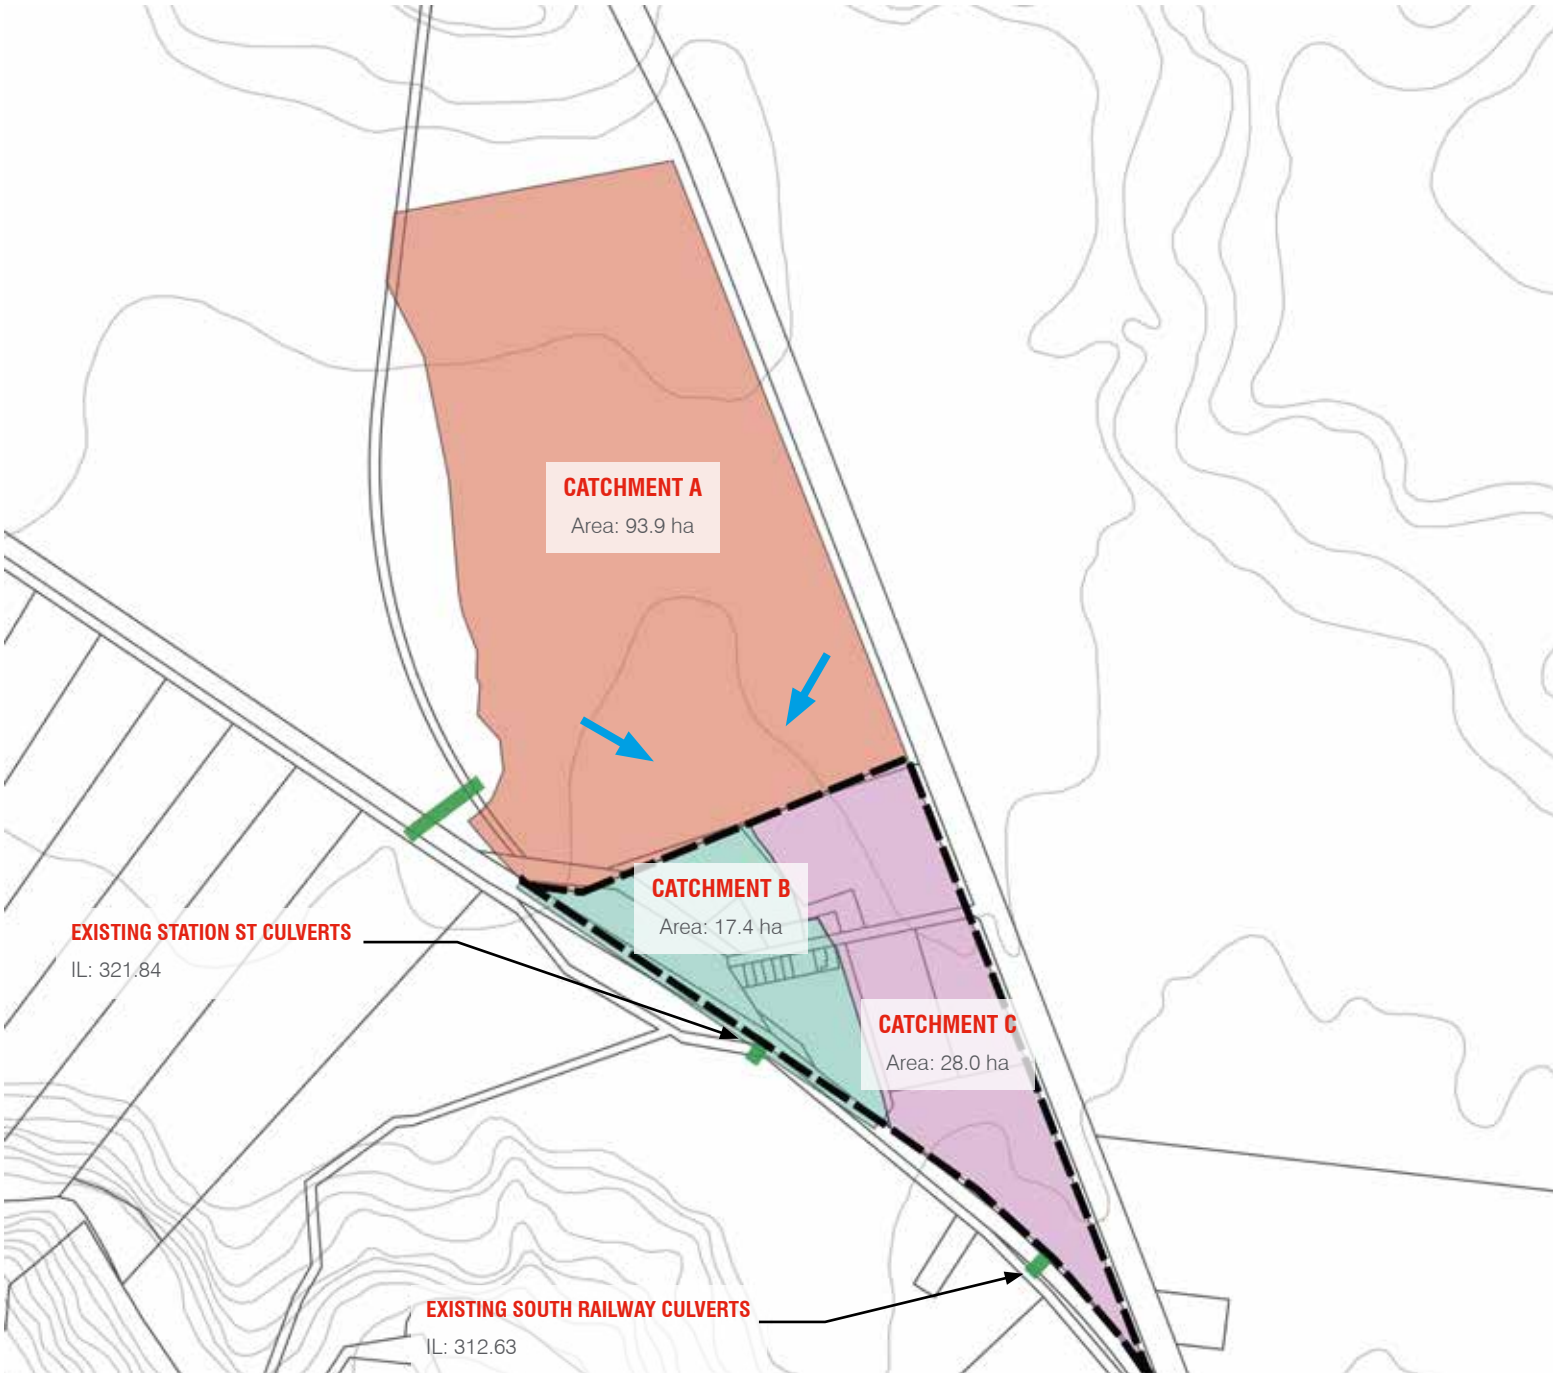 CATCHMENT A
Area: 93.9 ha
CATCHMENT B
Area: 17.4 ha
EXISTING STATION ST CULVERTS
IL: 321.84
CATCHMENT C
Area: 28.0 ha
EXISTING SOUTH RAILWAY CULVERTS
IL: 312.63